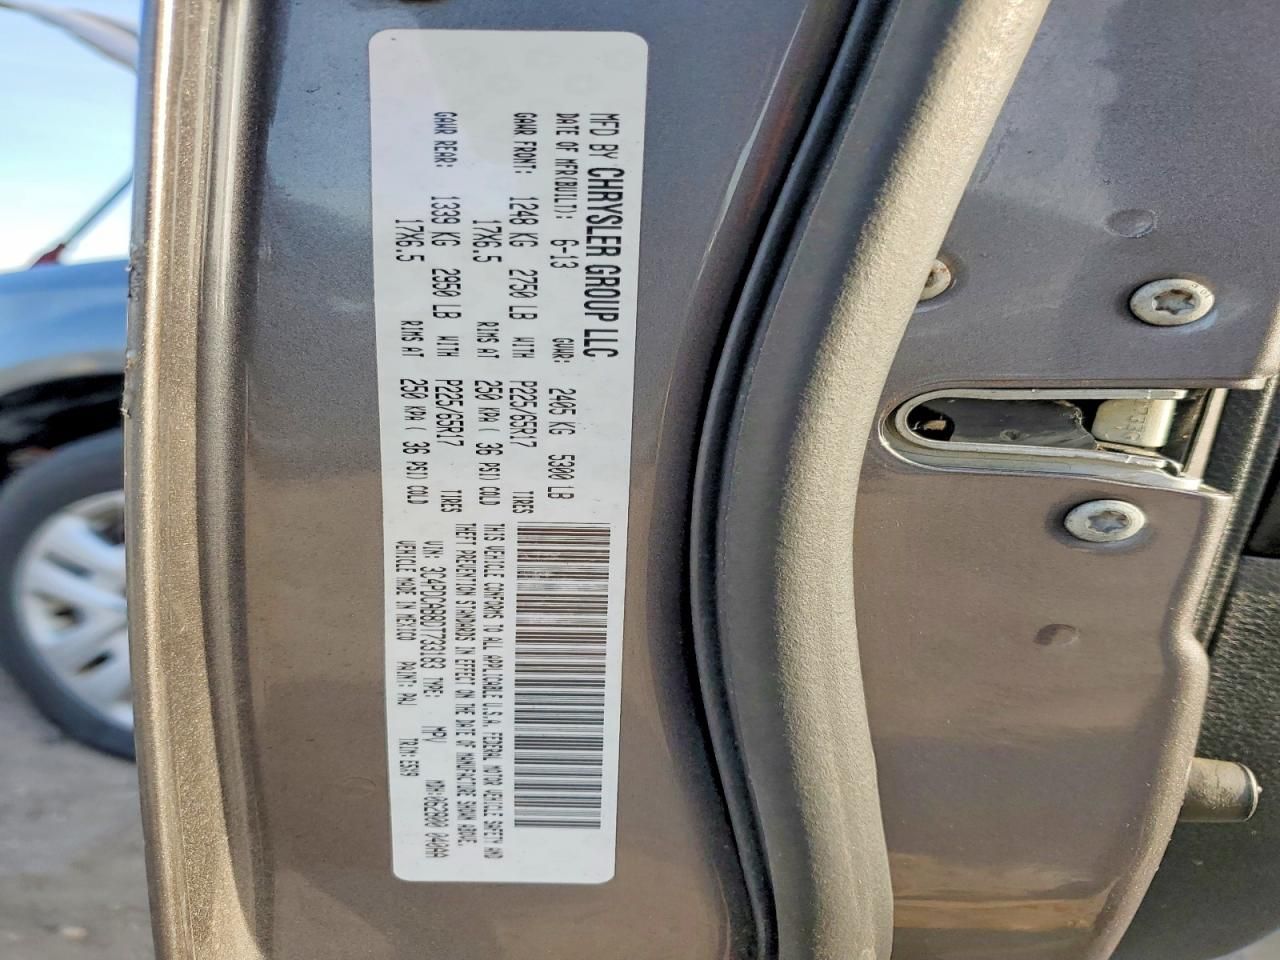 MFD BY CHRYSLER GROUP LLC
DATE OF MFR(BUILT): 6-13 GVWR: 2405 KG 5300 LB
GAWR FRONT: 1248 KG 2750 LB WITH P225/65R17 TIRES
17X6.5 RIMS AT 250 KPA ( 36 PSI) COLD
GAWR REAR: 1339 KG 2950 LB WITH P225/65R17 TIRES
17X6.5 RIMS AT 250 KPA ( 36 PSI) COLD
THIS VEHICLE CONFORMS TO ALL APPLICABLE U.S.A. FEDERAL MOTOR VEHICLE SAFETY AND
THEFT PREVENTION STANDARDS IN EFFECT ON THE DATE OF MANUFACTURE SHOWN ABOVE.
VIN: 3C4PDCAB8DT733183 TYPE: MPV MDH:
VEHICLE MADE IN MEXICO PAINT: PAU TRIM: